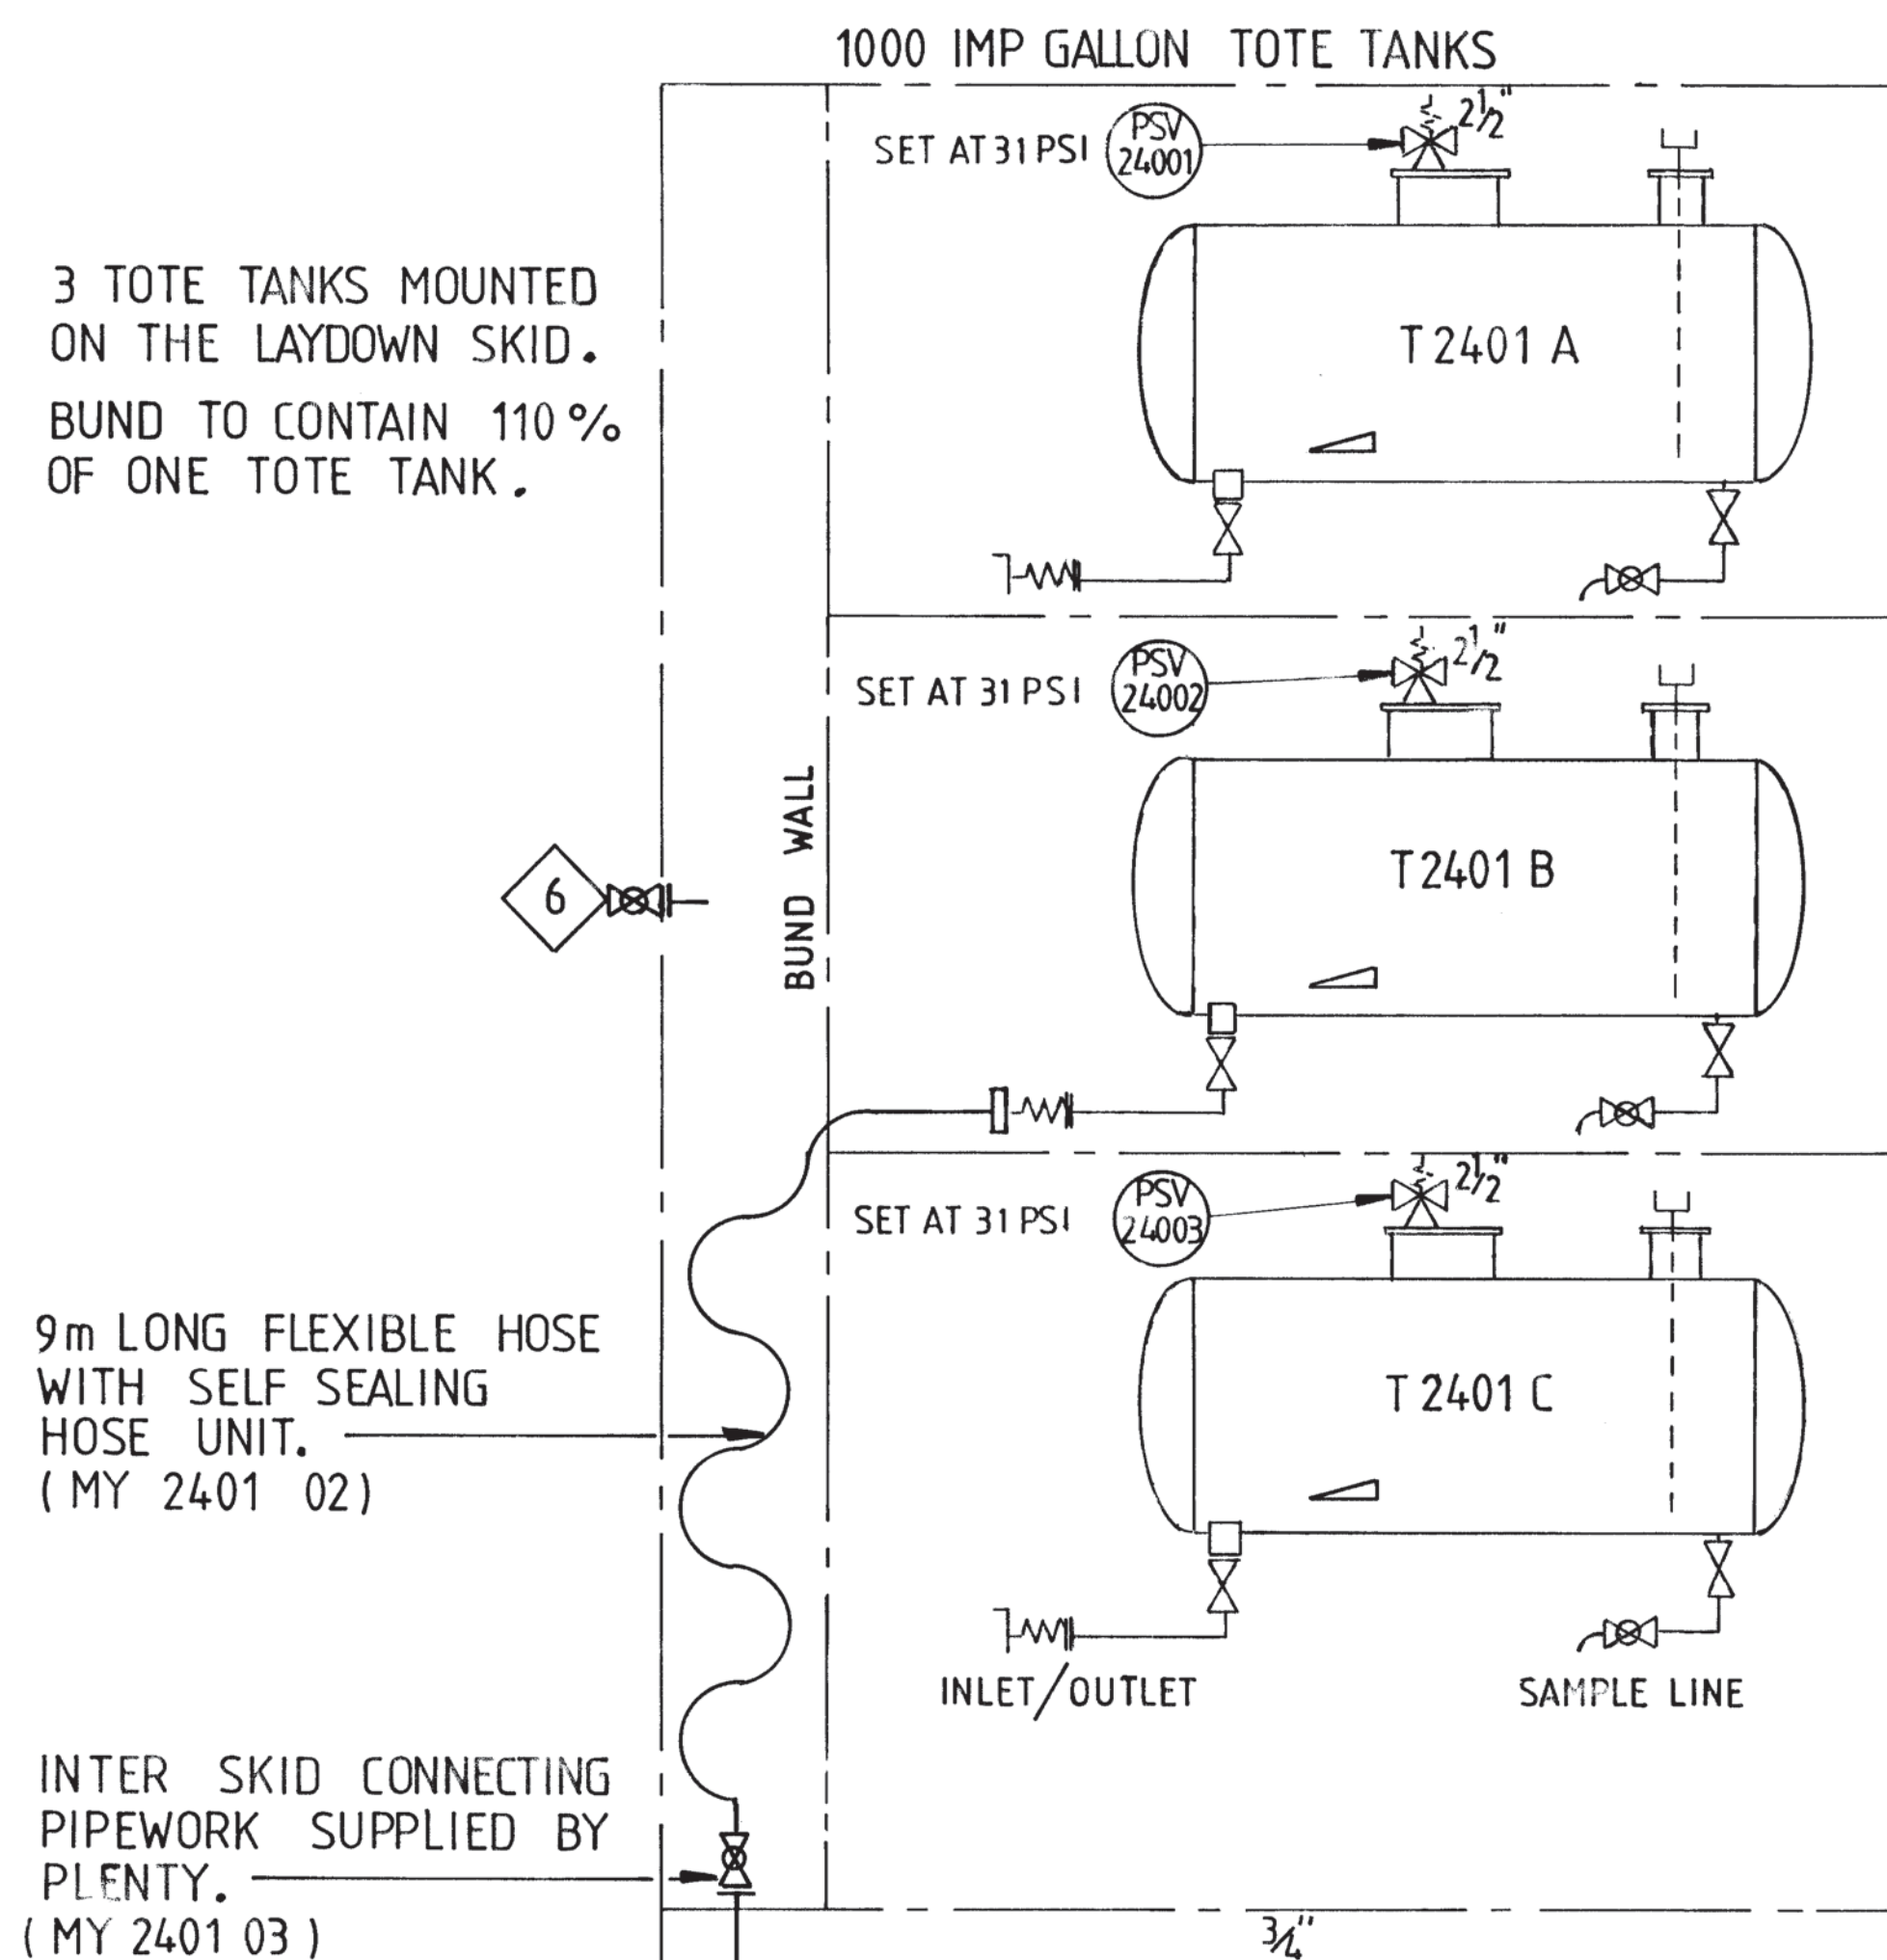 1000 IMP GALLON TOTE TANKS
SET AT 31 PSI
PSV
24001
2½"
3 TOTE TANKS MOUNTED
ON THE LAYDOWN SKID.
BUND TO CONTAIN 110%
OF ONE TOTE TANK.
T 2401 A
SET AT 31 PSI
PSV
24002
2½"
BUND WALL
T 2401 B
6
SET AT 31 PSI
PSV
24003
2½"
9m LONG FLEXIBLE HOSE
WITH SELF SEALING
HOSE UNIT.
(MY 2401 02)
T 2401 C
INLET/OUTLET
SAMPLE LINE
INTER SKID CONNECTING
PIPEWORK SUPPLIED BY
PLENTY.
(MY 2401 03)
¾"